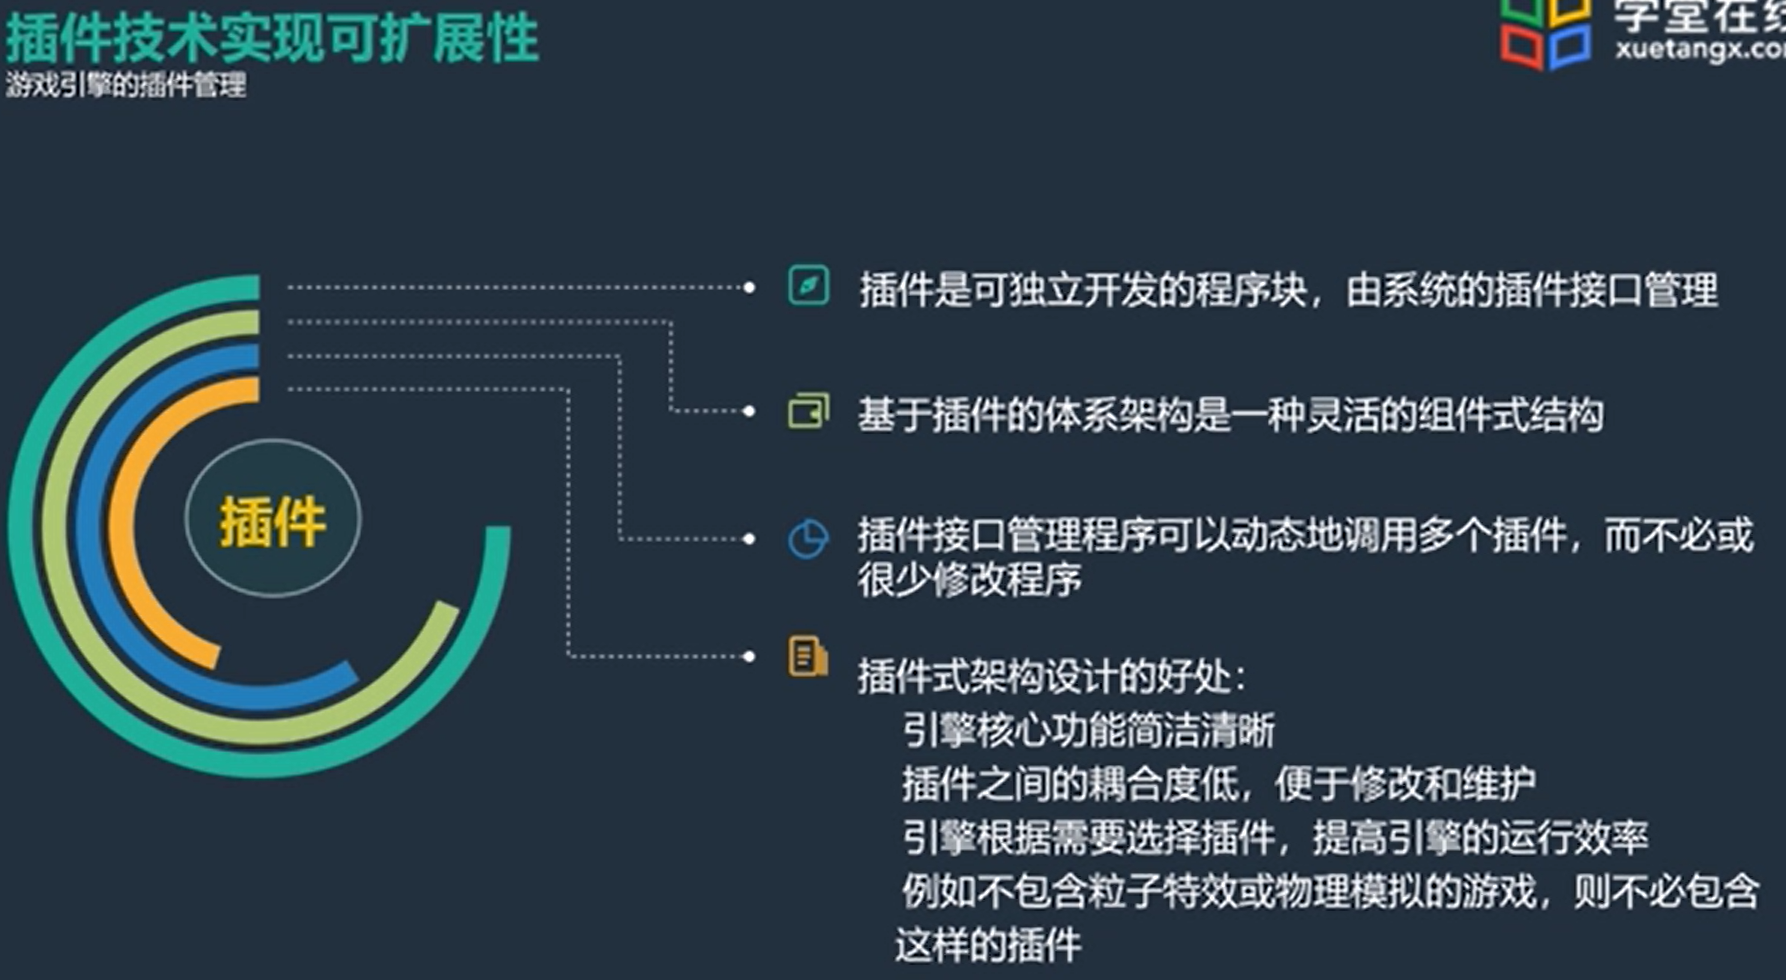 插件技术实现可扩展性
游戏引擎的插件管理
学堂在线
xuetangx.co
插件
插件是可独立开发的程序块，由系统的插件接口管理
基于插件的体系架构是一种灵活的组件式结构
插件接口管理程序可以动态地调用多个插件，而不必或
很少修改程序
插件式架构设计的好处：
引擎核心功能简洁清晰
插件之间的耦合度低，便于修改和维护
引擎根据需要选择插件，提高引擎的运行效率
例如不包含粒子特效或物理模拟的游戏，则不必包含
这样的插件